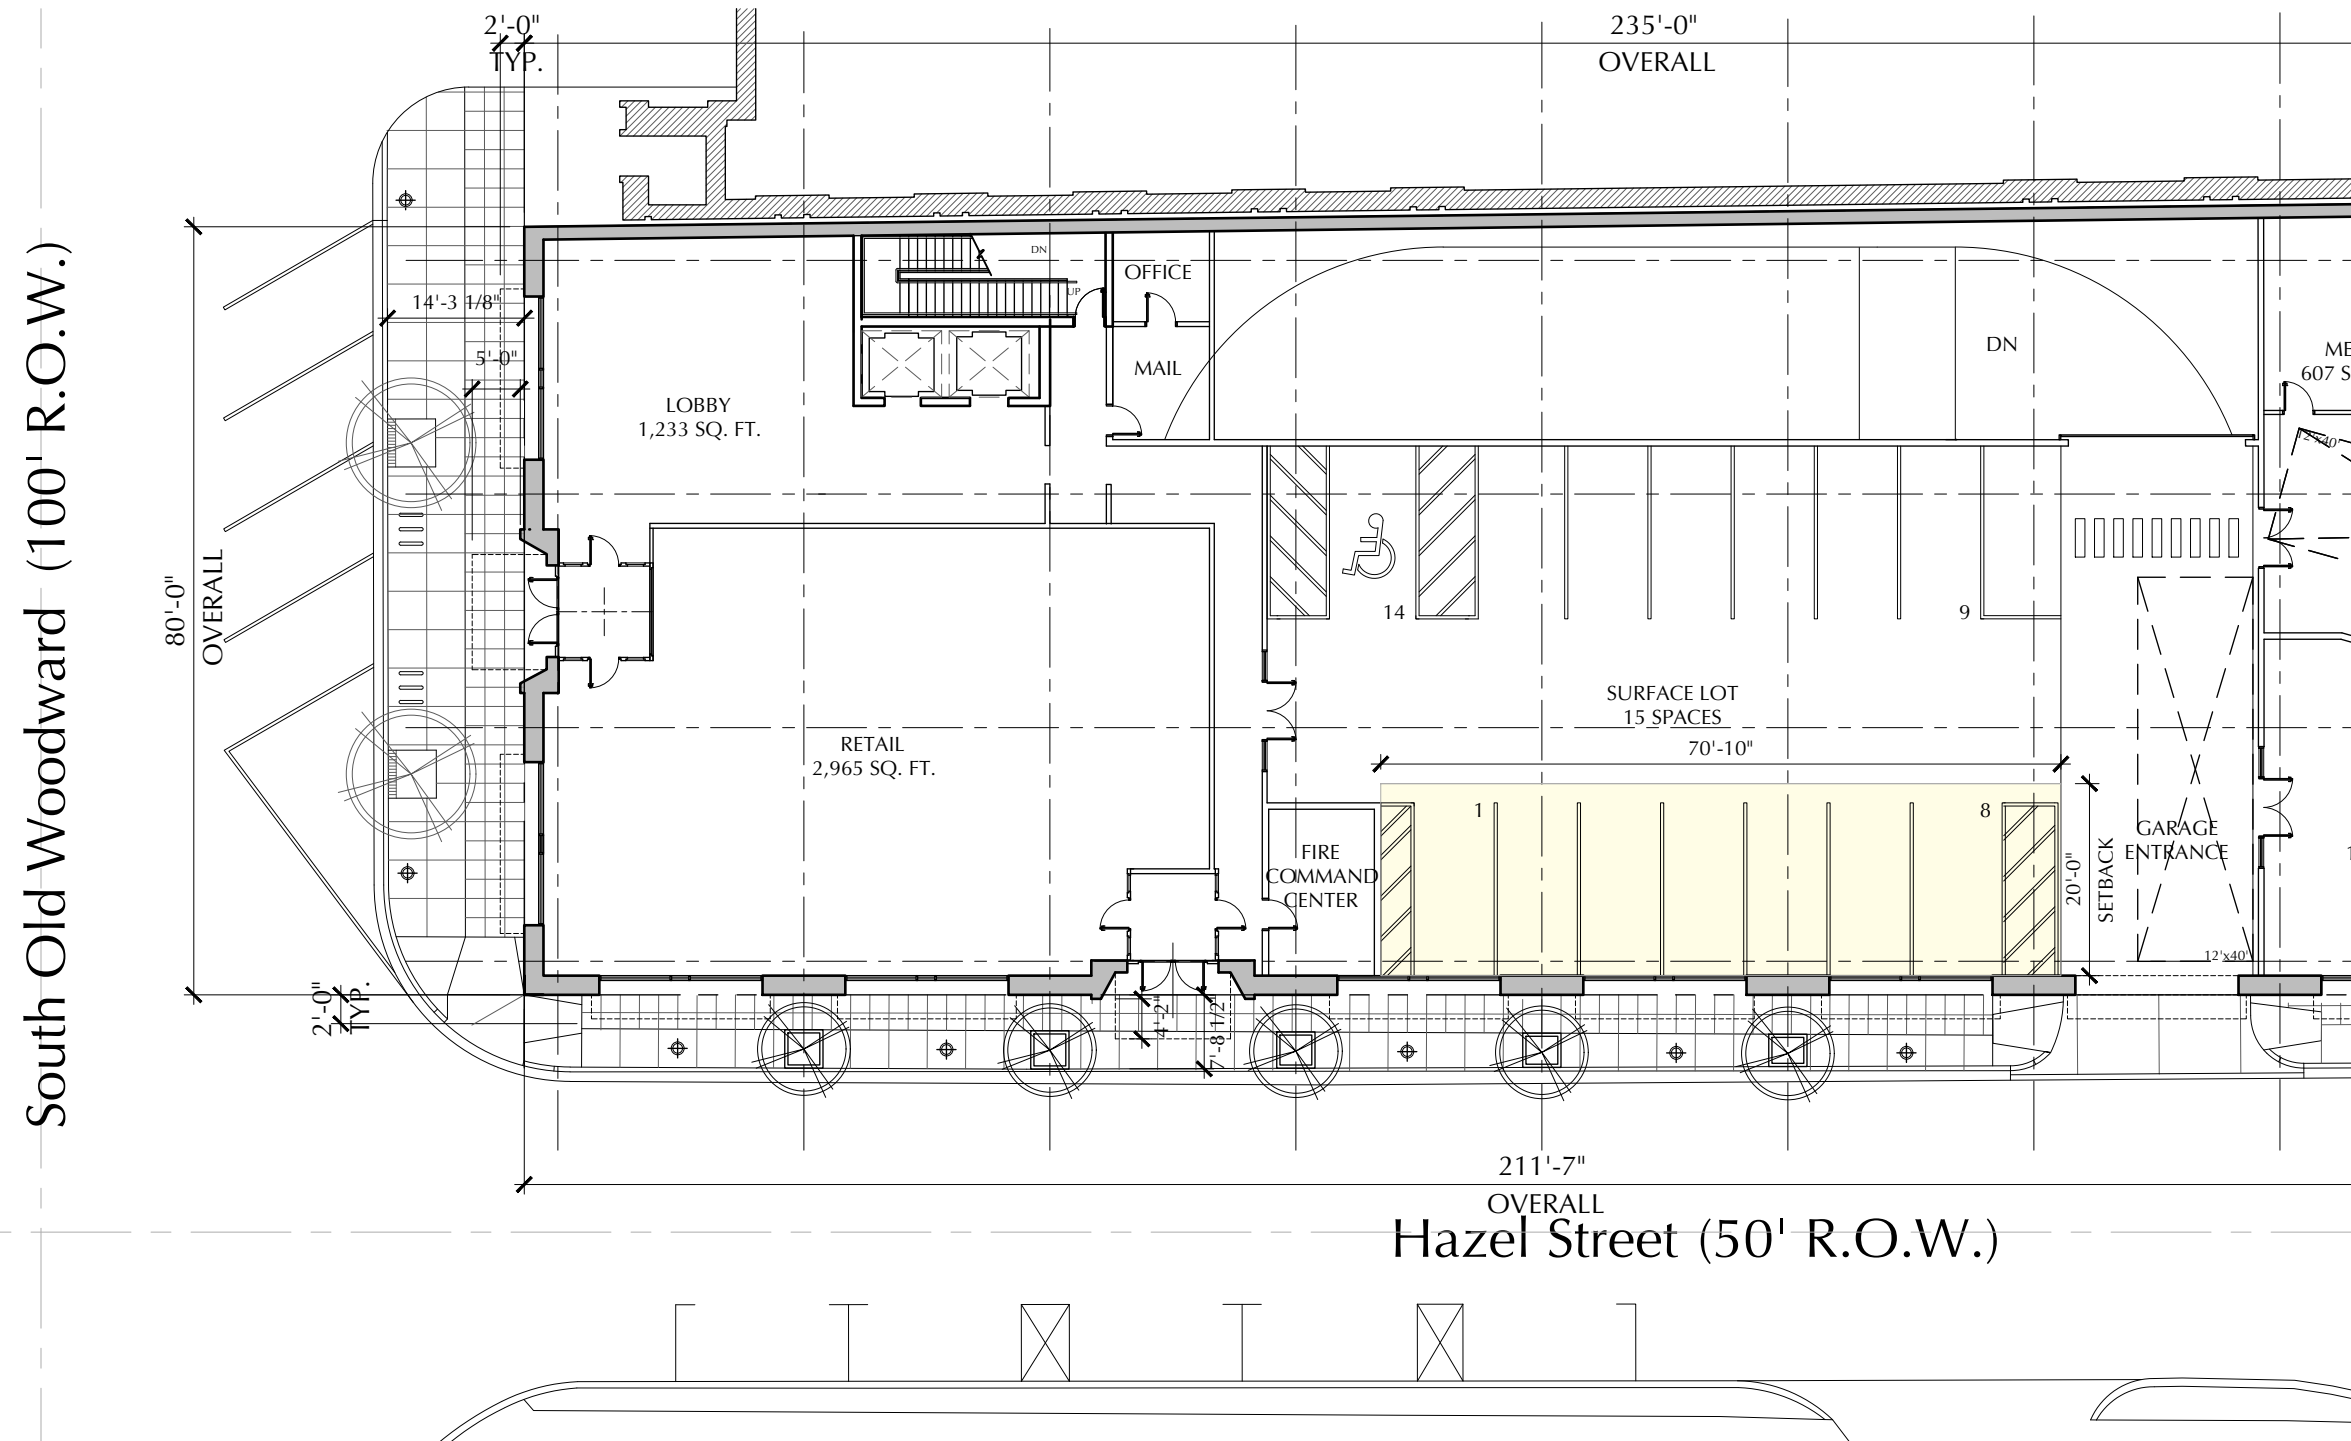 2'-0"
TYP.
235'-0"
OVERALL
South Old Woodward (100' R.O.W.)
80'-0"
OVERALL
14'-3 1/8"
5'-0"
DN
UP
OFFICE
MAIL
LOBBY
1,233 SQ. FT.
DN
607 S
12'x40'
14
9
SURFACE LOT
15 SPACES
70'-10"
RETAIL
2,965 SQ. FT.
1
8
FIRE
COMMAND
CENTER
20'-0"
SETBACK
GARAGE
ENTRANCE
12'x40'
2'-0"
TYP.
4'-2"
7'-8 1/2"
211'-7"
OVERALL
Hazel Street (50' R.O.W.)